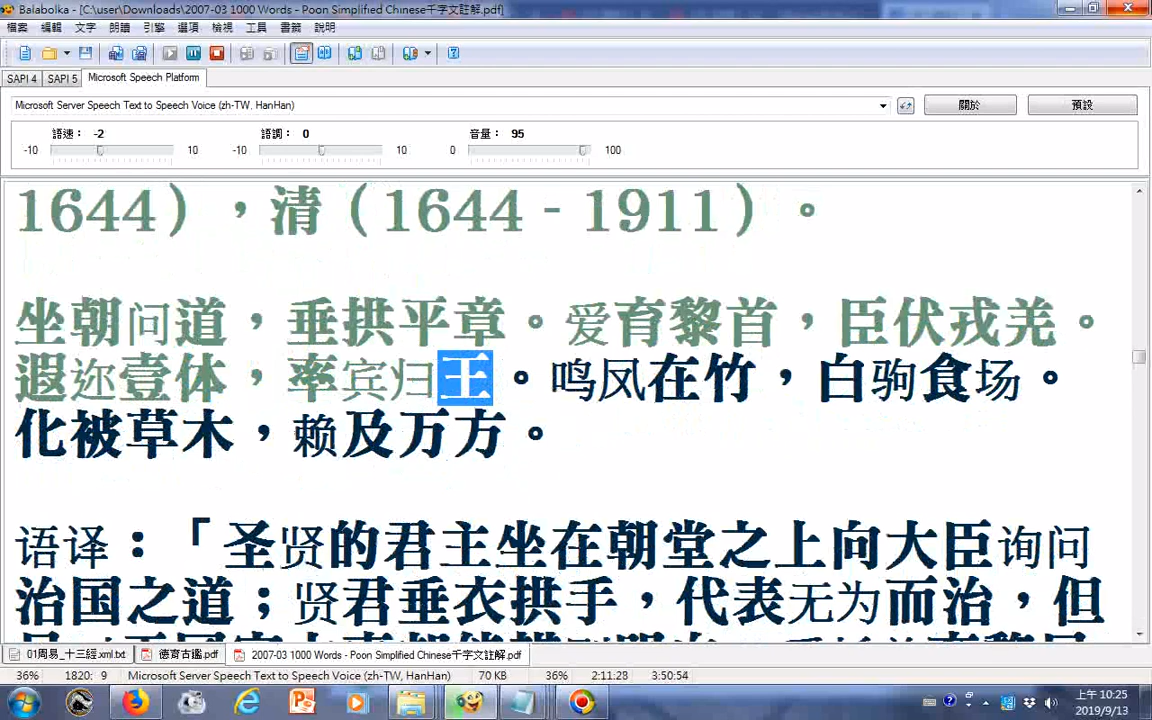 Balabolka - [C:\user\Downloads\2007-03 1000 Words - Poon Simplified Chinese千字文註解.pdf]
檔案 編輯 文字 朗讀 引擎 選項 檢視 工具 書籤 說明
SAPI 4 SAPI 5 Microsoft Speech Platform
Microsoft Server Speech Text to Speech Voice (zh-TW, HanHan) 關於 預設
語速： -2 語調： 0 音量： 95
-10 10 -10 10 0 100
1644），清（1644 - 1911）。
坐朝问道，垂拱平章。爱育黎首，臣伏戎羌。
遐迩壹体，率宾归王。鸣凤在竹，白驹食场。
化被草木，赖及万方。
语译：「圣贤的君主坐在朝堂之上向大臣询问
治国之道；贤君垂衣拱手，代表无为而治，但
01周易_十三經.xml.txt 德育古鑑.pdf 2007-03 1000 Words - Poon Simplified Chinese千字文註解.pdf
36% 1820: 9 Microsoft Server Speech Text to Speech Voice (zh-TW, HanHan) 70 KB 36% 2:11:28 3:50:54
上午 10:25
2019/9/13